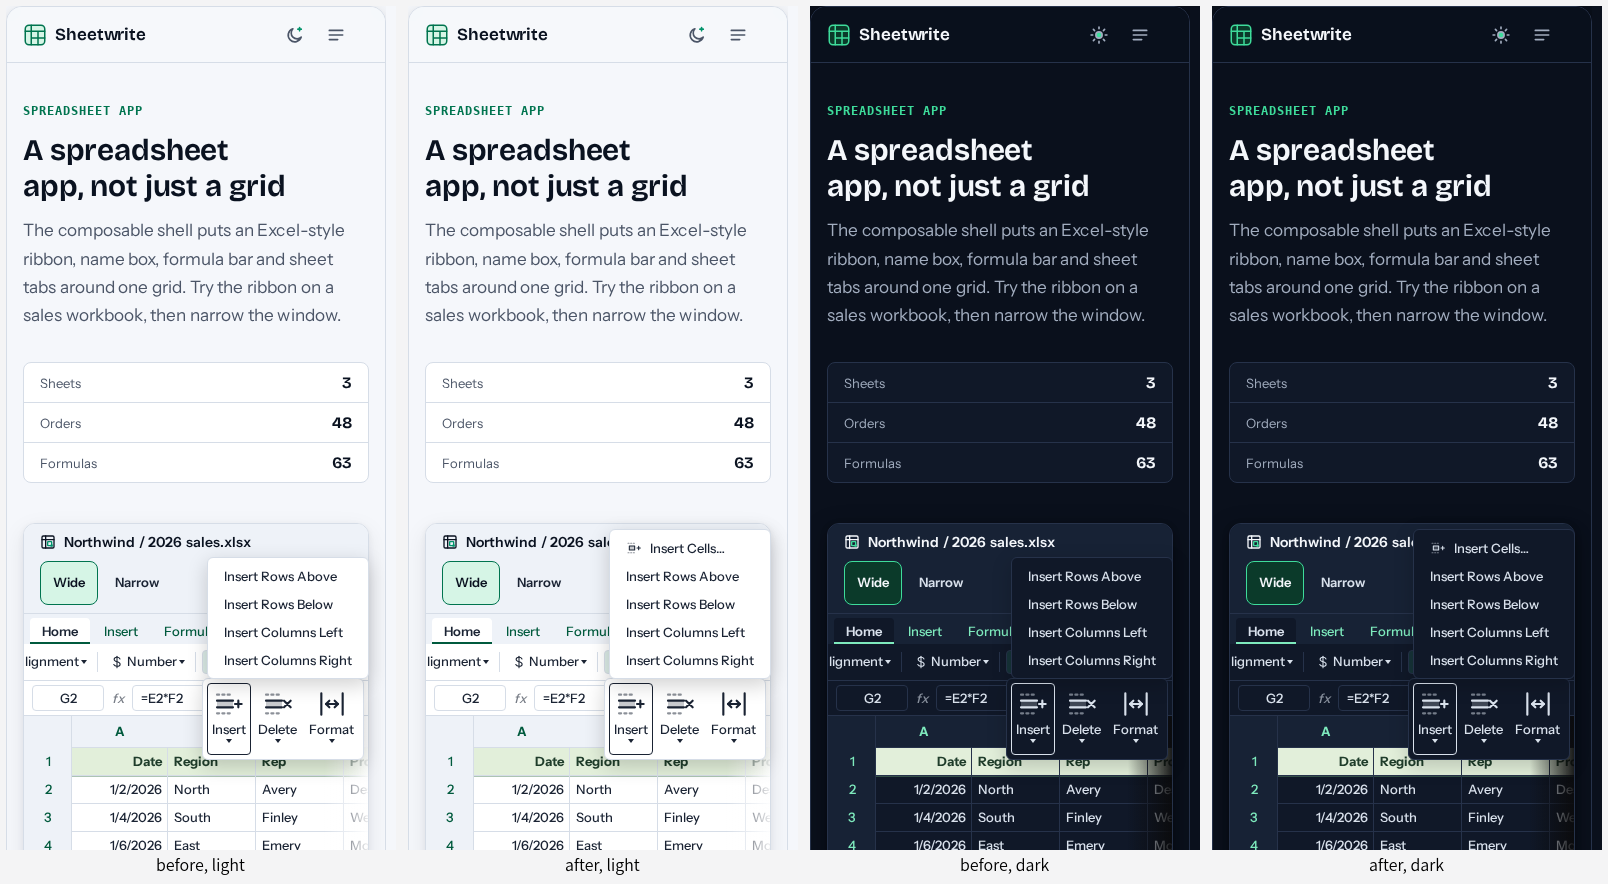 Sheetwrite
SPREADSHEET APP
A spreadsheet
app, not just a grid
The composable shell puts an Excel-style
ribbon, name box, formula bar and sheet
tabs around one grid. Try the ribbon on a
sales workbook, then narrow the window.
Sheets 3
Orders 48
Formulas 63
Northwind / 2026 sales.xlsx
Wide Narrow
Insert Rows Above
Insert Rows Below
Insert Columns Left
Insert Columns Right
Home Insert Formul
lignment $ Number
G2 fx =E2*F2
Insert Delete Format
A
1 Date Region Rep Pro
2 1/2/2026 North Avery De
3 1/4/2026 South Finley We
4 1/6/2026 East Emery Mo
before, light
Sheetwrite
SPREADSHEET APP
A spreadsheet
app, not just a grid
The composable shell puts an Excel-style
ribbon, name box, formula bar and sheet
tabs around one grid. Try the ribbon on a
sales workbook, then narrow the window.
Sheets 3
Orders 48
Formulas 63
Northwind / 2026 sal
Wide Narrow
Insert Cells...
Insert Rows Above
Insert Rows Below
Insert Columns Left
Insert Columns Right
Home Insert Formul
lignment $ Number
G2 fx =E2*F2
Insert Delete Format
A
1 Date Region Rep Pro
2 1/2/2026 North Avery De
3 1/4/2026 South Finley We
4 1/6/2026 East Emery Mo
after, light
Sheetwrite
SPREADSHEET APP
A spreadsheet
app, not just a grid
The composable shell puts an Excel-style
ribbon, name box, formula bar and sheet
tabs around one grid. Try the ribbon on a
sales workbook, then narrow the window.
Sheets 3
Orders 48
Formulas 63
Northwind / 2026 sales.xlsx
Wide Narrow
Insert Rows Above
Insert Rows Below
Insert Columns Left
Insert Columns Right
Home Insert Formul
lignment $ Number
G2 fx =E2*F2
Insert Delete Format
A
1 Date Region Rep Pro
2 1/2/2026 North Avery De
3 1/4/2026 South Finley We
4 1/6/2026 East Emery Mo
before, dark
Sheetwrite
SPREADSHEET APP
A spreadsheet
app, not just a grid
The composable shell puts an Excel-style
ribbon, name box, formula bar and sheet
tabs around one grid. Try the ribbon on a
sales workbook, then narrow the window.
Sheets 3
Orders 48
Formulas 63
Northwind / 2026 sal
Wide Narrow
Insert Cells...
Insert Rows Above
Insert Rows Below
Insert Columns Left
Insert Columns Right
Home Insert Formul
lignment $ Number
G2 fx =E2*F2
Insert Delete Format
A
1 Date Region Rep Pro
2 1/2/2026 North Avery De
3 1/4/2026 South Finley We
4 1/6/2026 East Emery Mo
after, dark